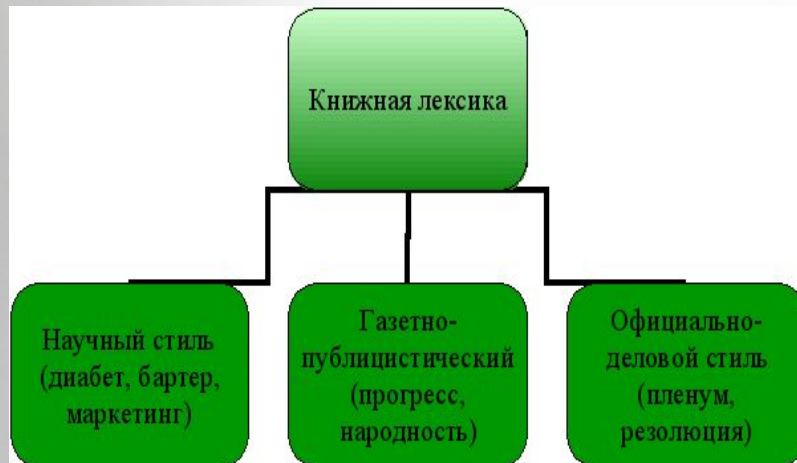 Книжная лексика
Научный стиль
(диабет, бартер,
маркетинг)
Газетно-
публицистический
(прогресс,
народность)
Официально-
деловой стиль
(пленум,
резолюция)